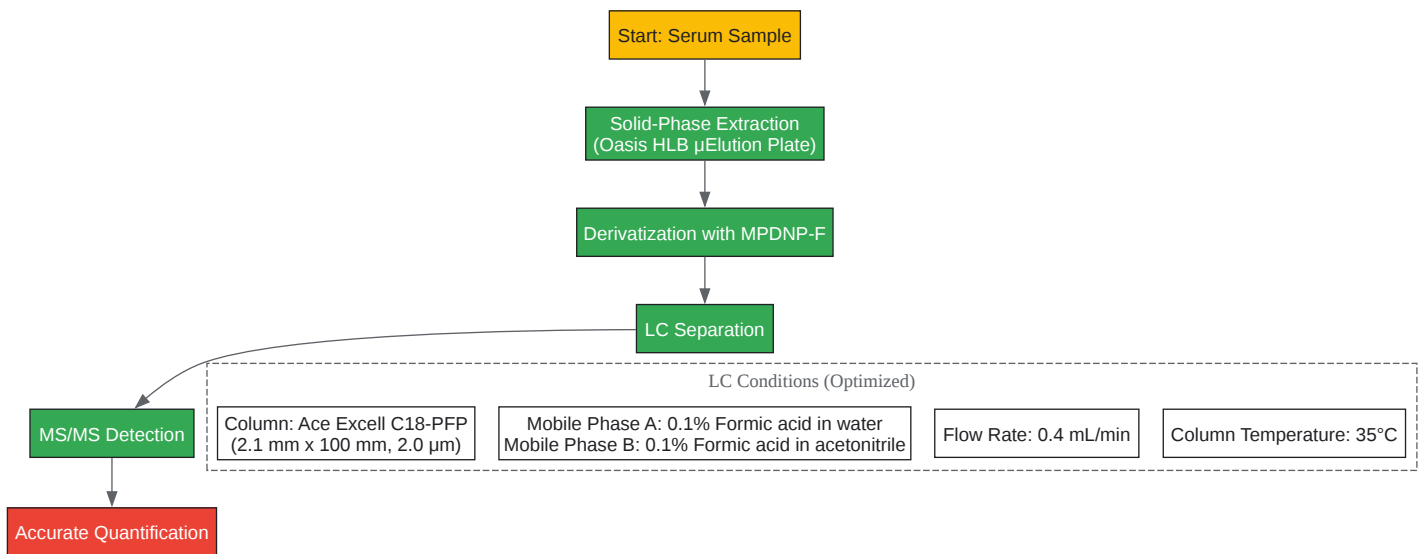 Start: Serum Sample
Solid-Phase Extraction
(Oasis HLB μElution Plate)
Derivatization with MPDNP-F
LC Separation
LC Conditions (Optimized)
MS/MS Detection
Column: Ace Excell C18-PFP
(2.1 mm x 100 mm, 2.0 μm)
Mobile Phase A: 0.1% Formic acid in water
Mobile Phase B: 0.1% Formic acid in acetonitrile
Flow Rate: 0.4 mL/min
Column Temperature: 35°C
Accurate Quantification